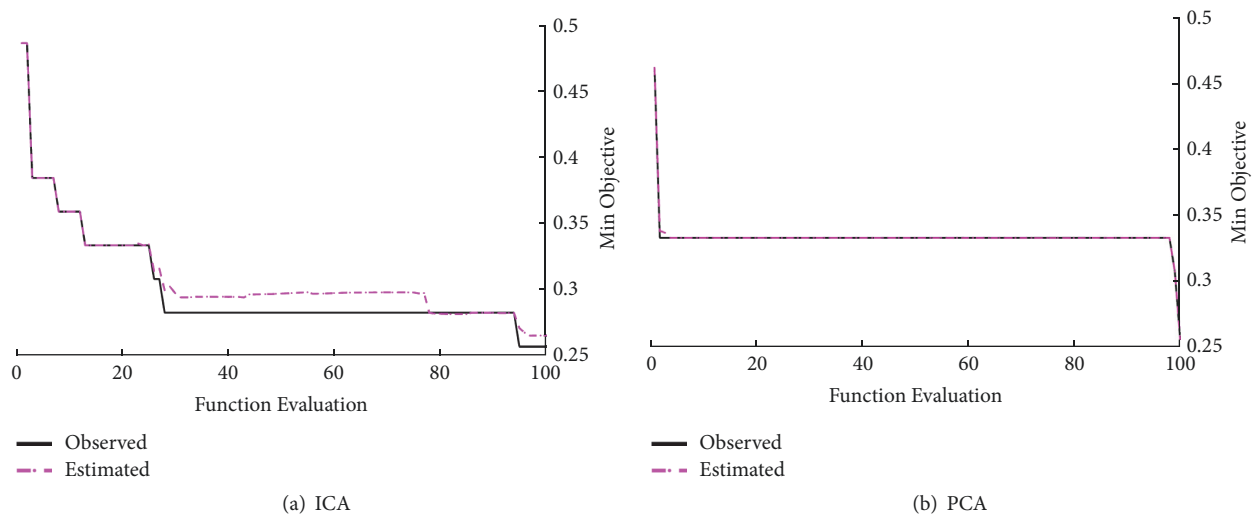 0.5
0.45
0.4
0.35
0.3
0.25
Min Objective
0 20 40 60 80 100
Function Evaluation
Observed
Estimated
(a) ICA
0.5
0.45
0.4
0.35
0.3
0.25
Min Objective
0 20 40 60 80 100
Function Evaluation
Observed
Estimated
(b) PCA